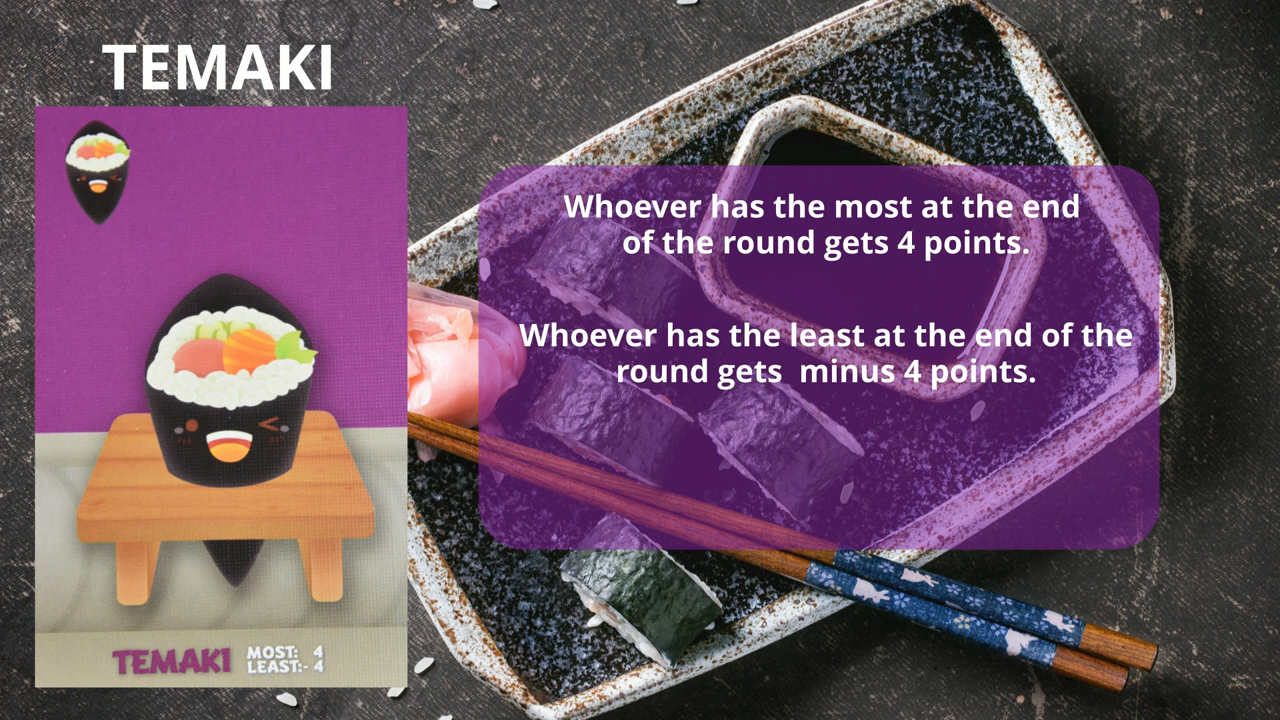 TEMAKI
Whoever has the most at the end
of the round gets 4 points.
Whoever has the least at the end of the
round gets  minus 4 points.
TEMAKI MOST: 4
LEAST:- 4